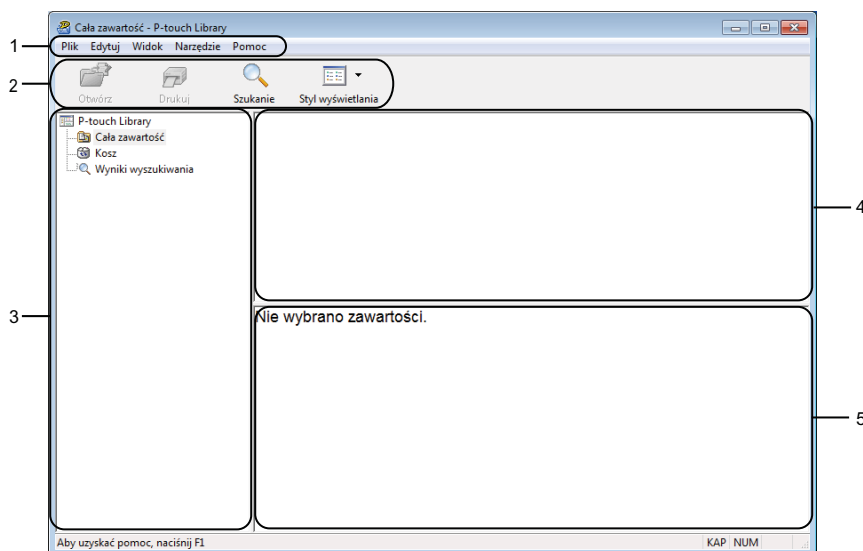 Cała zawartość - P-touch Library
1
Plik Edytuj Widok Narzędzie Pomoc
2
Otwórz Drukuj Szukanie Styl wyświetlania
P-touch Library
Cała zawartość
Kosz
Wyniki wyszukiwania
4
3
Nie wybrano zawartości.
5
Aby uzyskać pomoc, naciśnij F1 KAP NUM